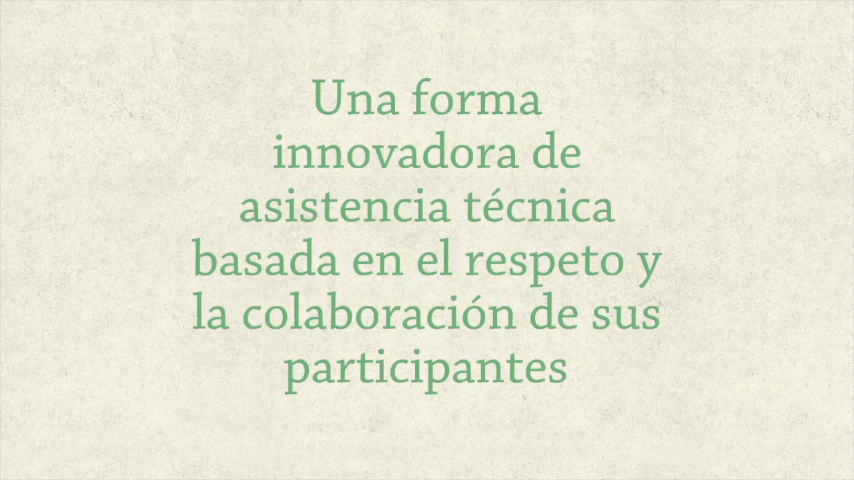 Una forma
innovadora de
asistencia técnica
basada en el respeto y
la colaboración de sus
participantes